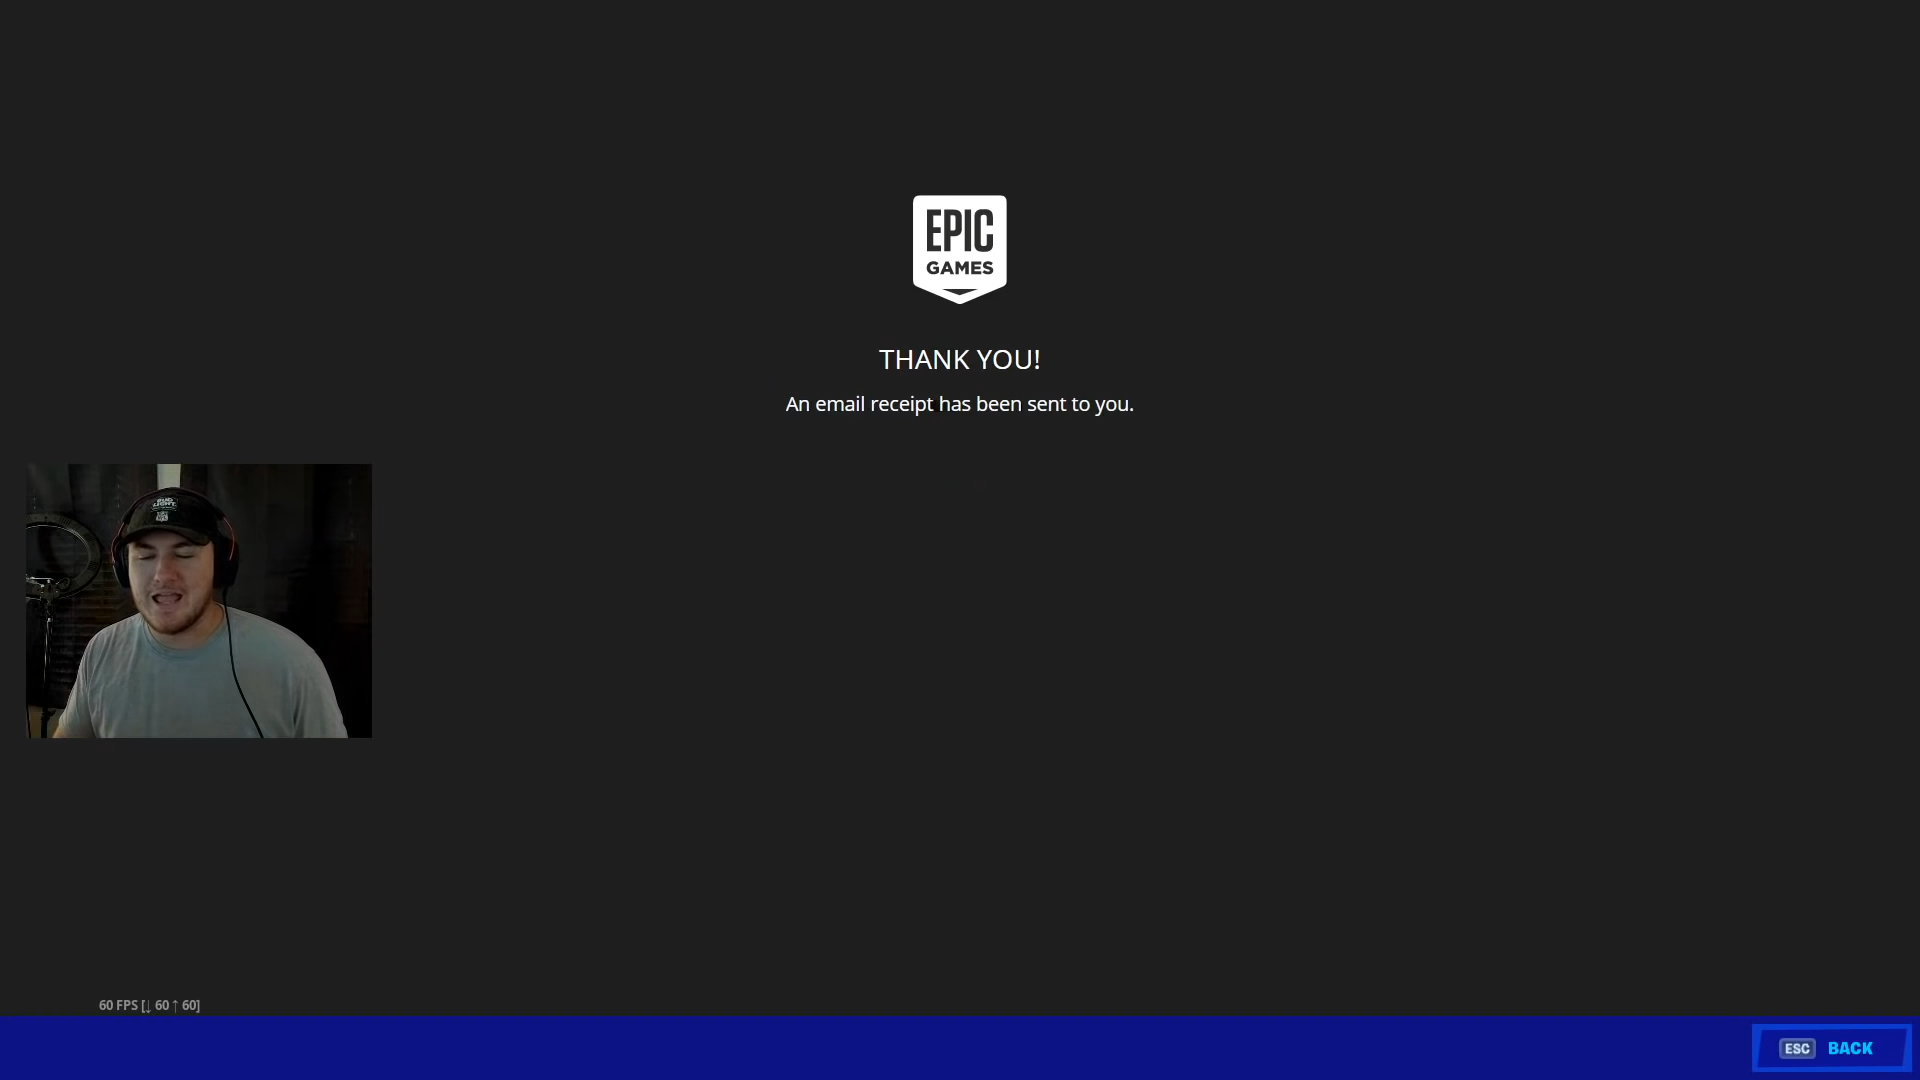 EPIC
GAMES
THANK YOU!
An email receipt has been sent to you.
60 FPS [↓ 60 ↑ 60]
ESC BACK